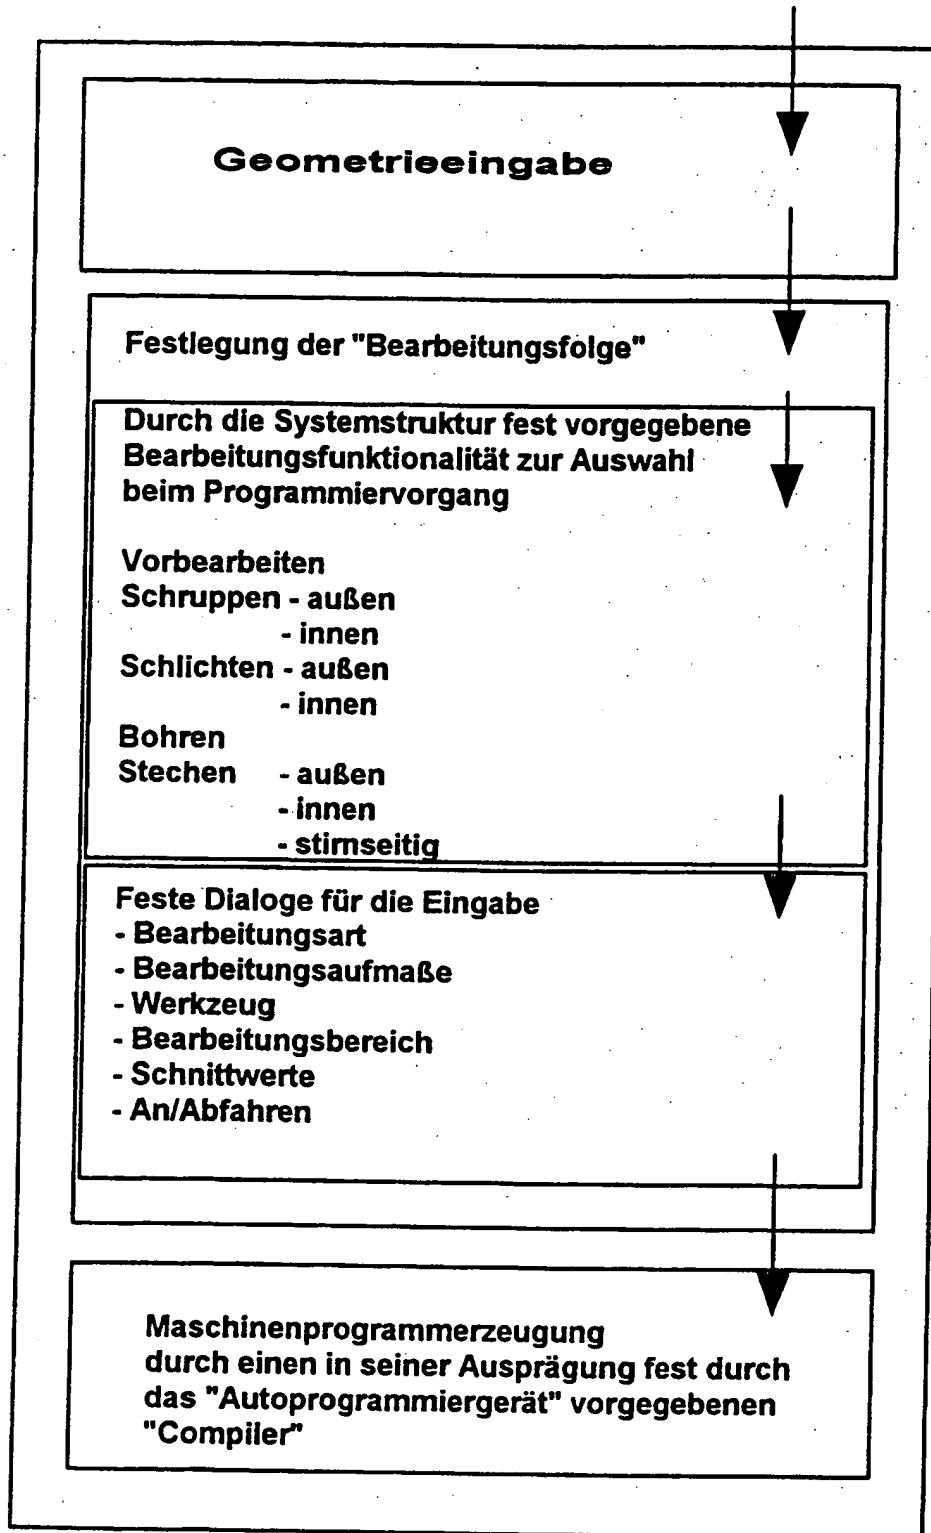 Geometrieeingabe
Festlegung der "Bearbeitungsfolge"
Durch die Systemstruktur fest vorgegebene
Bearbeitungsfunktionalität zur Auswahl
beim Programmiervorgang
Vorbearbeiten
Schruppen - außen
- innen
Schlichten - außen
- innen
Bohren
Stechen - außen
- innen
- stirnseitig
Feste Dialoge für die Eingabe
- Bearbeitungsart
- Bearbeitungsaufmaße
- Werkzeug
- Bearbeitungsbereich
- Schnittwerte
- An/Abfahren
Maschinenprogrammerzeugung
durch einen in seiner Ausprägung fest durch
das "Autoprogrammiergerät" vorgegebenen
"Compiler"